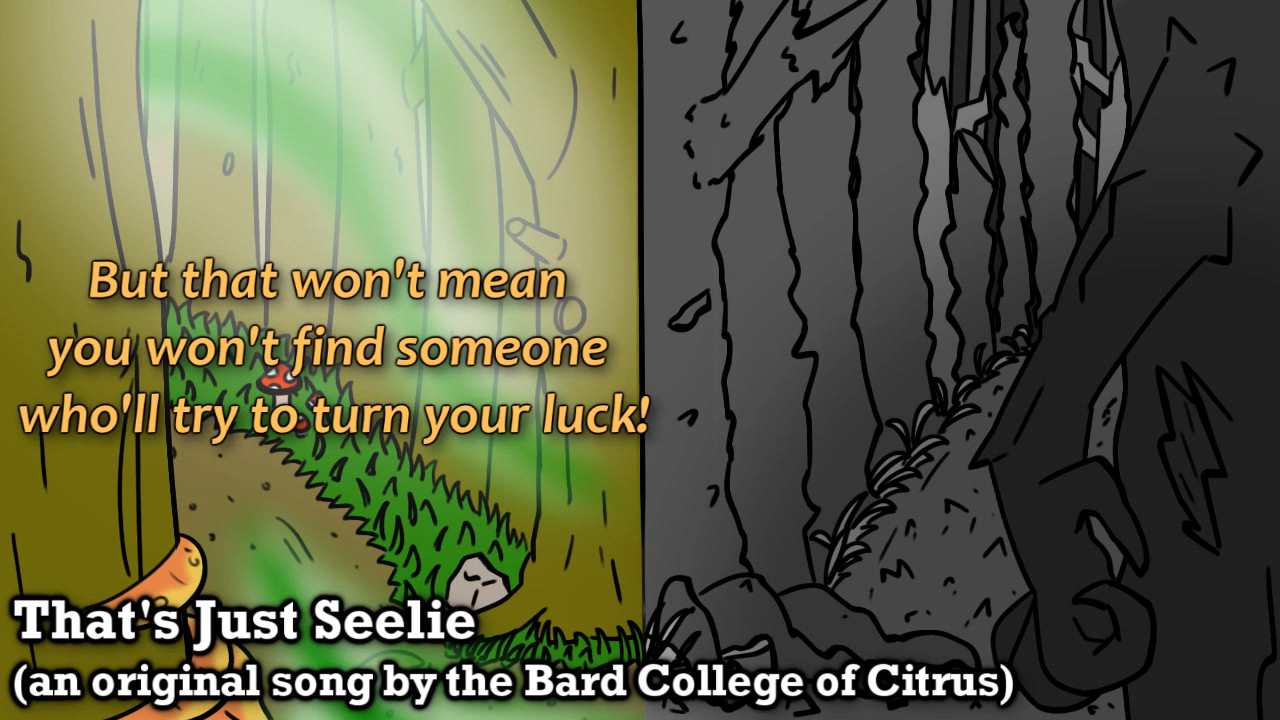 But that won't mean
you won't find someone
who'll try to turn your luck!
That's Just Seelie
(an original song by the Bard College of Citrus)